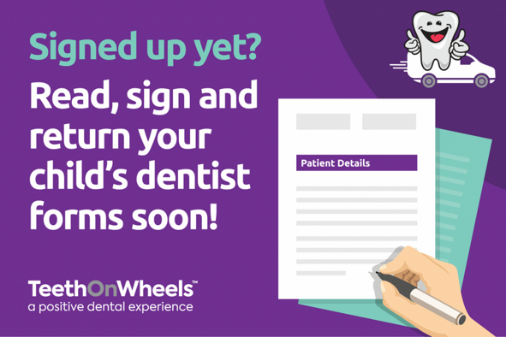 Signed up yet?
Read, sign and
return your
child's dentist
forms soon!
Patient Details
TeethOnWheels™
a positive dental experience